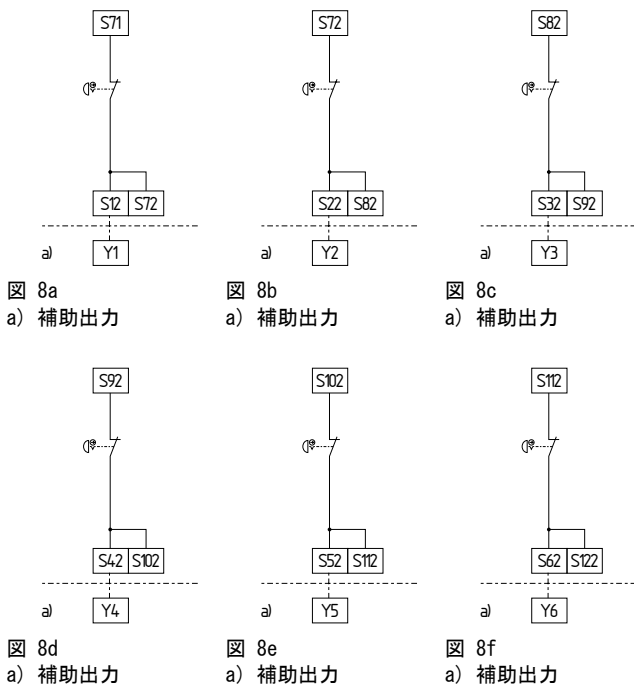 S71 S72 S82
S12 S72 S22 S82 S32 S92
a) Y1 a) Y2 a) Y3
図 8a 図 8b 図 8c
a) 補助出力 a) 補助出力 a) 補助出力
S92 S102 S112
S42 S102 S52 S112 S62 S122
a) Y4 a) Y5 a) Y6
図 8d 図 8e 図 8f
a) 補助出力 a) 補助出力 a) 補助出力